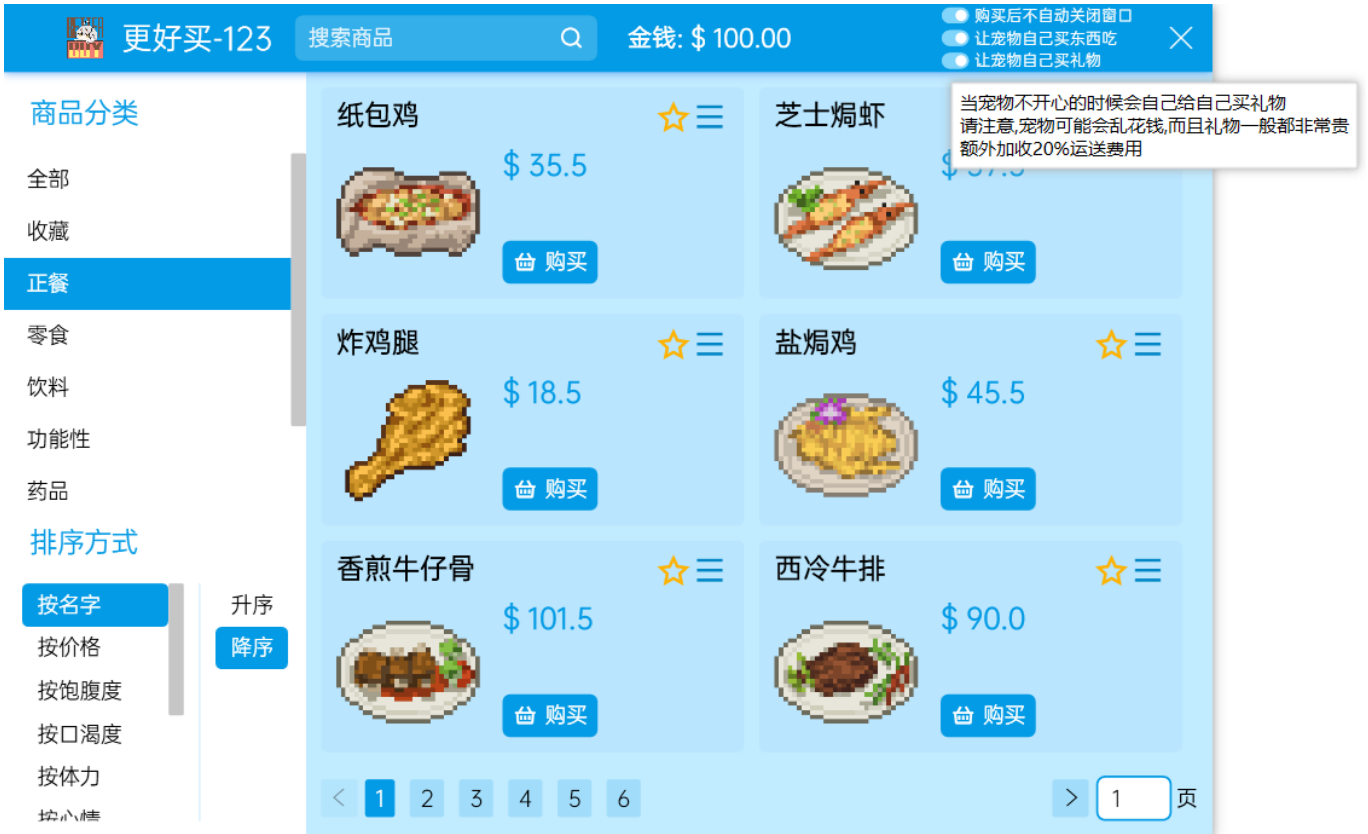 更好买-123
搜索商品
金钱: $ 100.00
购买后不自动关闭窗口
让宠物自己买东西吃
让宠物自己买礼物
当宠物不开心的时候会自己给自己买礼物
请注意,宠物可能会乱花钱,而且礼物一般都非常贵
额外加收20%运送费用
商品分类
全部
收藏
正餐
零食
饮料
功能性
药品
排序方式
按名字
按价格
按饱腹度
按口渴度
按体力
按心情
升序
降序
纸包鸡
$ 35.5
购买
芝士焗虾
购买
炸鸡腿
$ 18.5
购买
盐焗鸡
$ 45.5
购买
香煎牛仔骨
$ 101.5
购买
西冷牛排
$ 90.0
购买
< 1 2 3 4 5 6
> 1 页